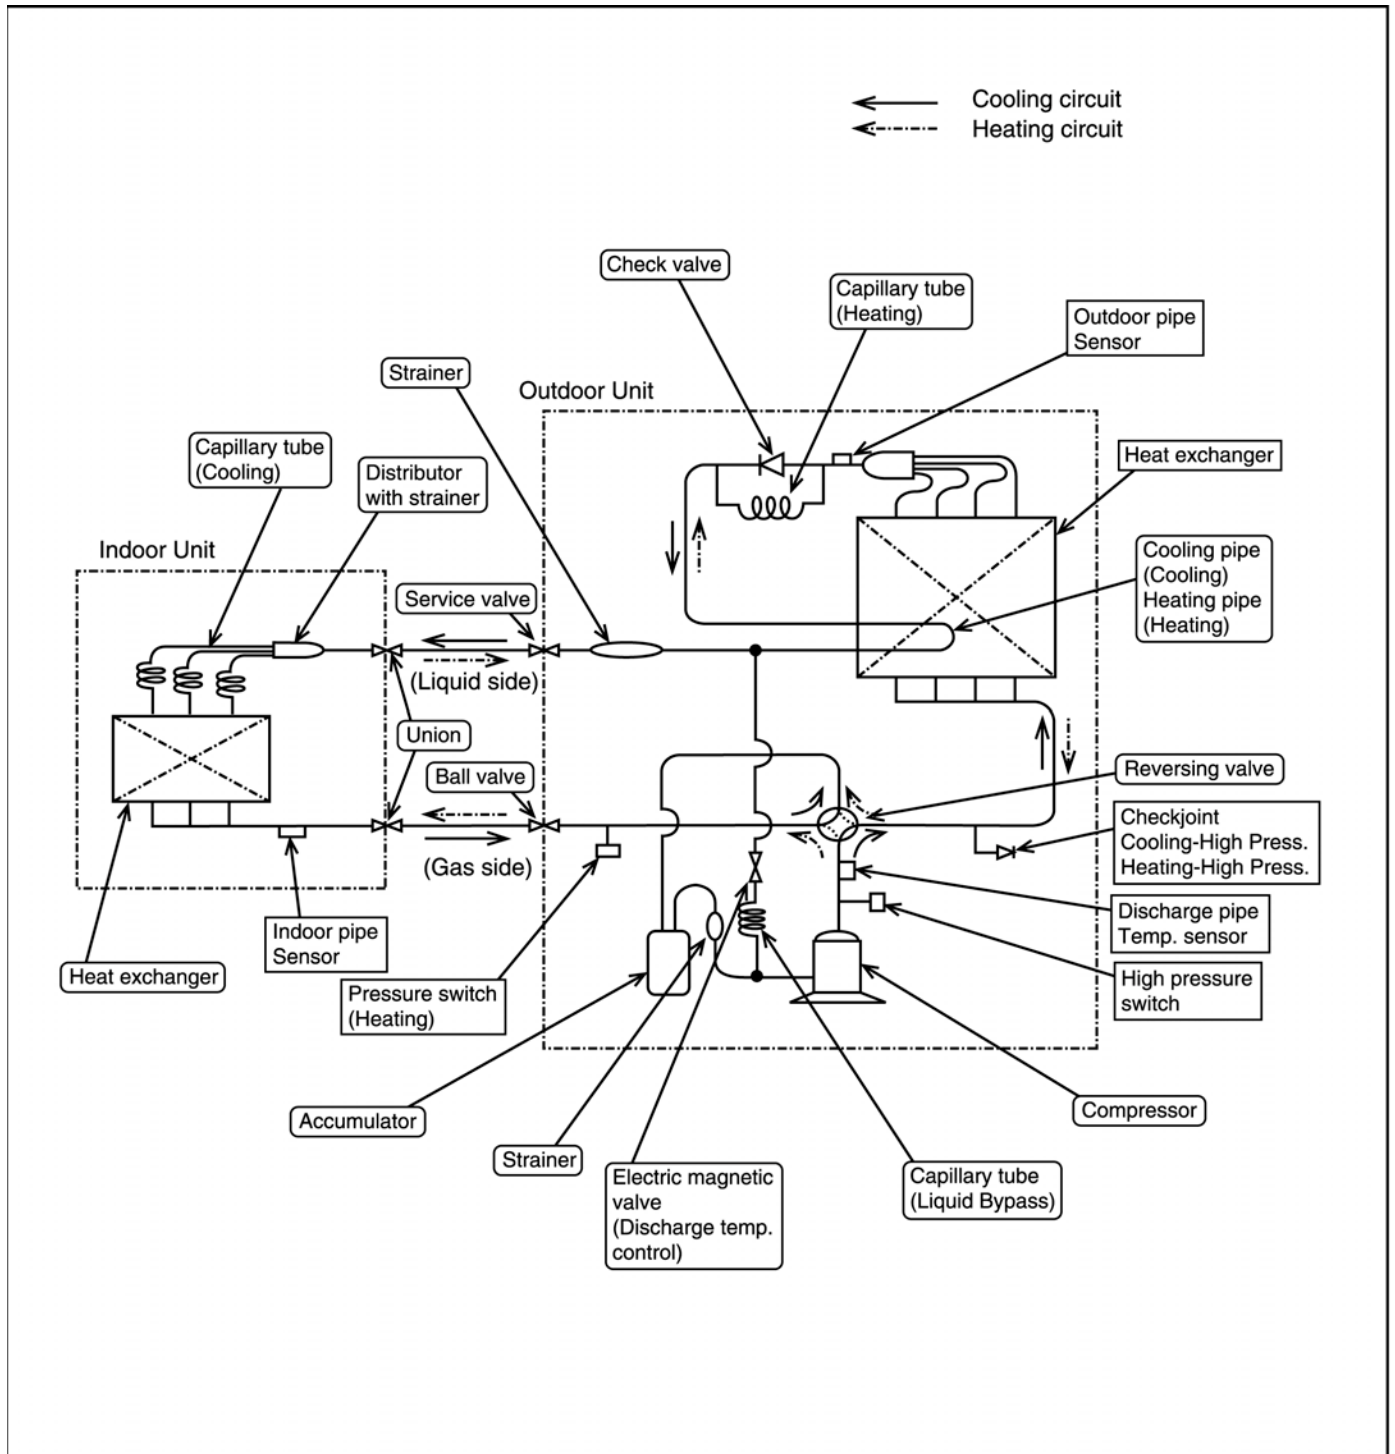 Cooling circuit
Heating circuit
Check valve
Capillary tube
(Heating)
Outdoor pipe
Sensor
Strainer
Outdoor Unit
Capillary tube
(Cooling)
Distributor
with strainer
Heat exchanger
Indoor Unit
Cooling pipe
(Cooling)
Heating pipe
(Heating)
Service valve
(Liquid side)
Union
Ball valve
Reversing valve
(Gas side)
Checkjoint
Cooling-High Press.
Heating-High Press.
Indoor pipe
Sensor
Discharge pipe
Temp. sensor
Heat exchanger
Pressure switch
(Heating)
High pressure
switch
Accumulator
Compressor
Strainer
Electric magnetic
valve
(Discharge temp.
control)
Capillary tube
(Liquid Bypass)